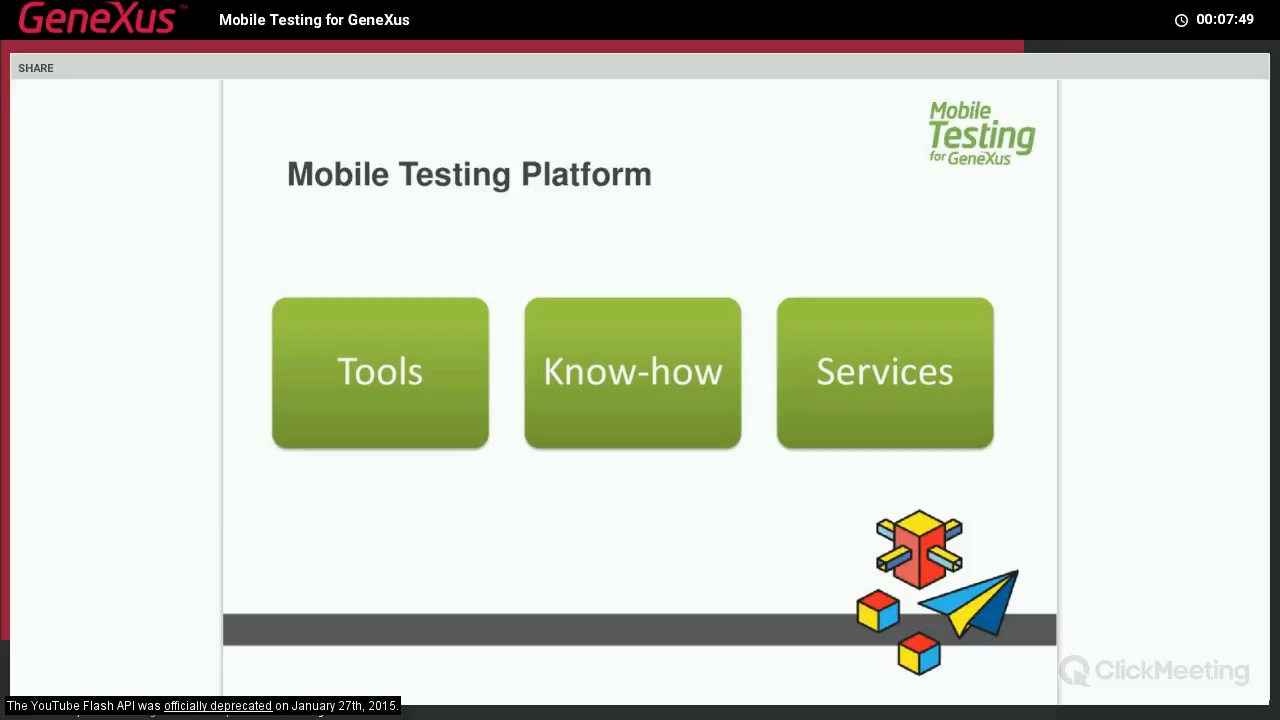 GeneXus™
Mobile Testing for GeneXus
00:07:49
SHARE
Mobile
Testing
for GeneXus
Mobile Testing Platform
Tools
Know-how
Services
ClickMeeting
The YouTube Flash API was officially deprecated on January 27th, 2015.